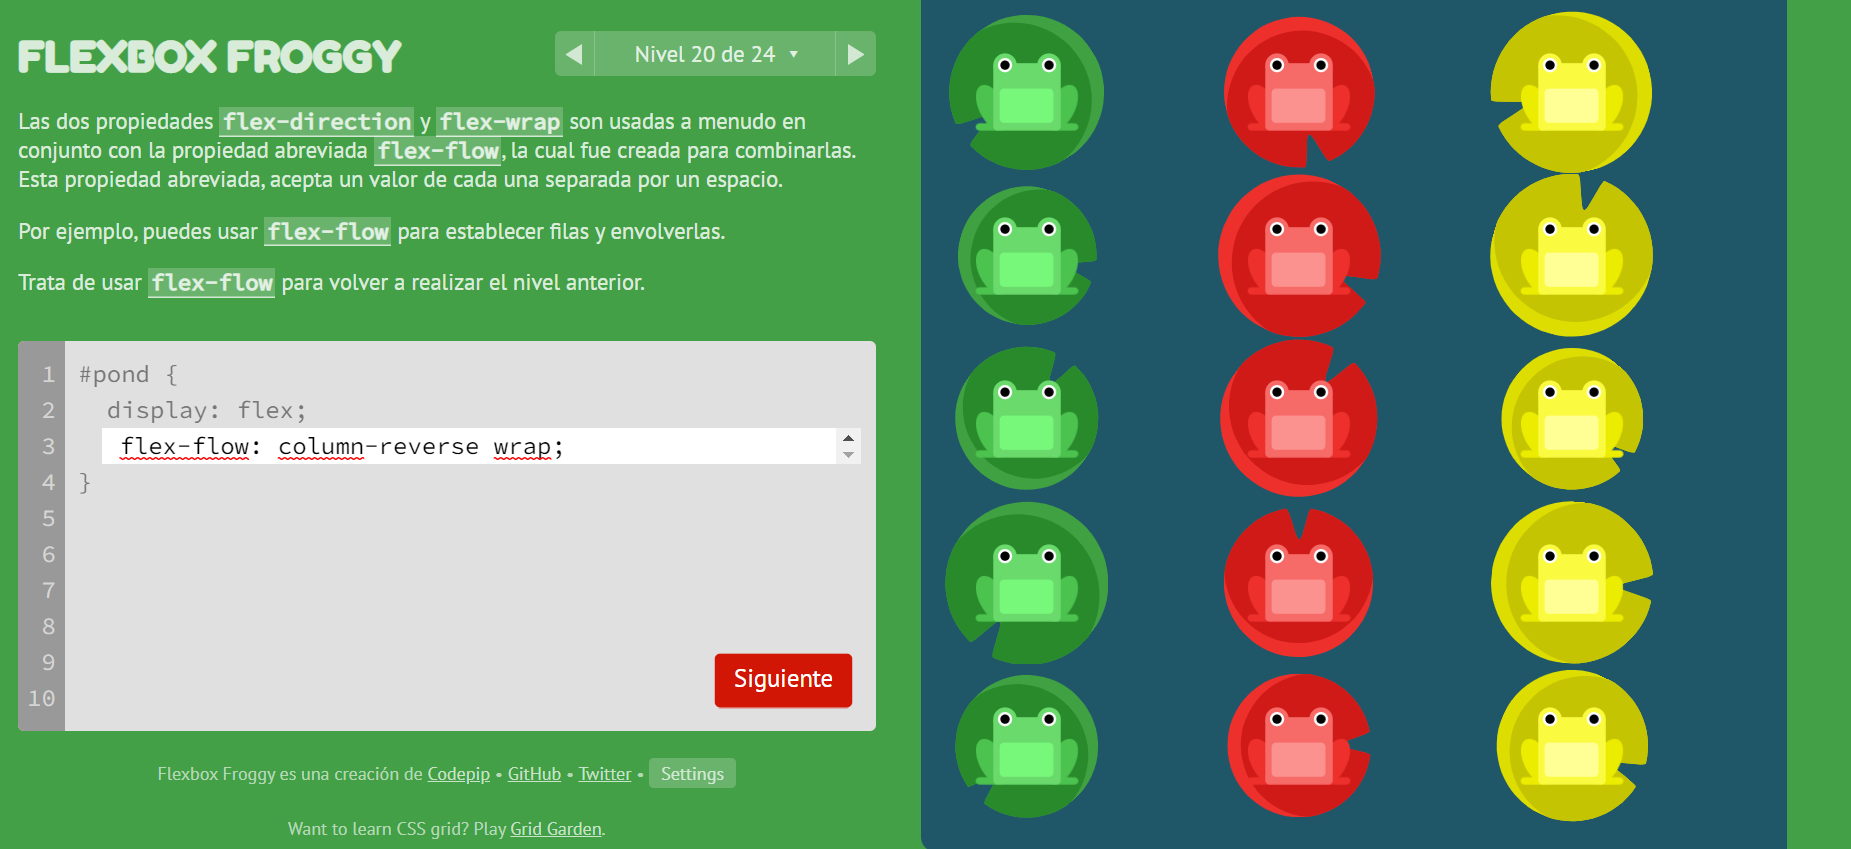 FLEXBOX FROGGY
Nivel 20 de 24
Las dos propiedades flex-direction y flex-wrap son usadas a menudo en
conjunto con la propiedad abreviada flex-flow, la cual fue creada para combinarlas.
Esta propiedad abreviada, acepta un valor de cada una separada por un espacio.
Por ejemplo, puedes usar flex-flow para establecer filas y envolverlas.
Trata de usar flex-flow para volver a realizar el nivel anterior.
1 #pond {
2 display: flex;
3 flex-flow: column-reverse wrap;
4 }
5
6
7
8
9
10
Siguiente
Flexbox Froggy es una creación de Codepip • GitHub • Twitter • Settings
Want to learn CSS grid? Play Grid Garden.